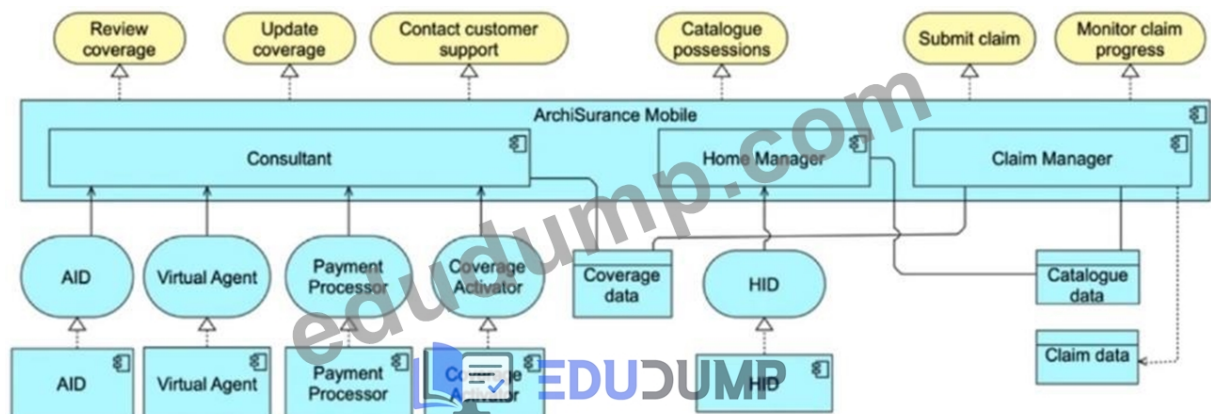 Review
coverage
Update
coverage
Contact customer
support
Catalogue
possessions
Submit claim
Monitor claim
progress
ArchiSurance Mobile
Consultant
Home Manager
Claim Manager
AID
Virtual Agent
Payment
Processor
Coverage
Activator
Coverage
data
HID
Catalogue
data
Claim data
AID
Virtual Agent
Payment
Processor
Coverage
Activator
HID
edudump.com
EDUDUMP